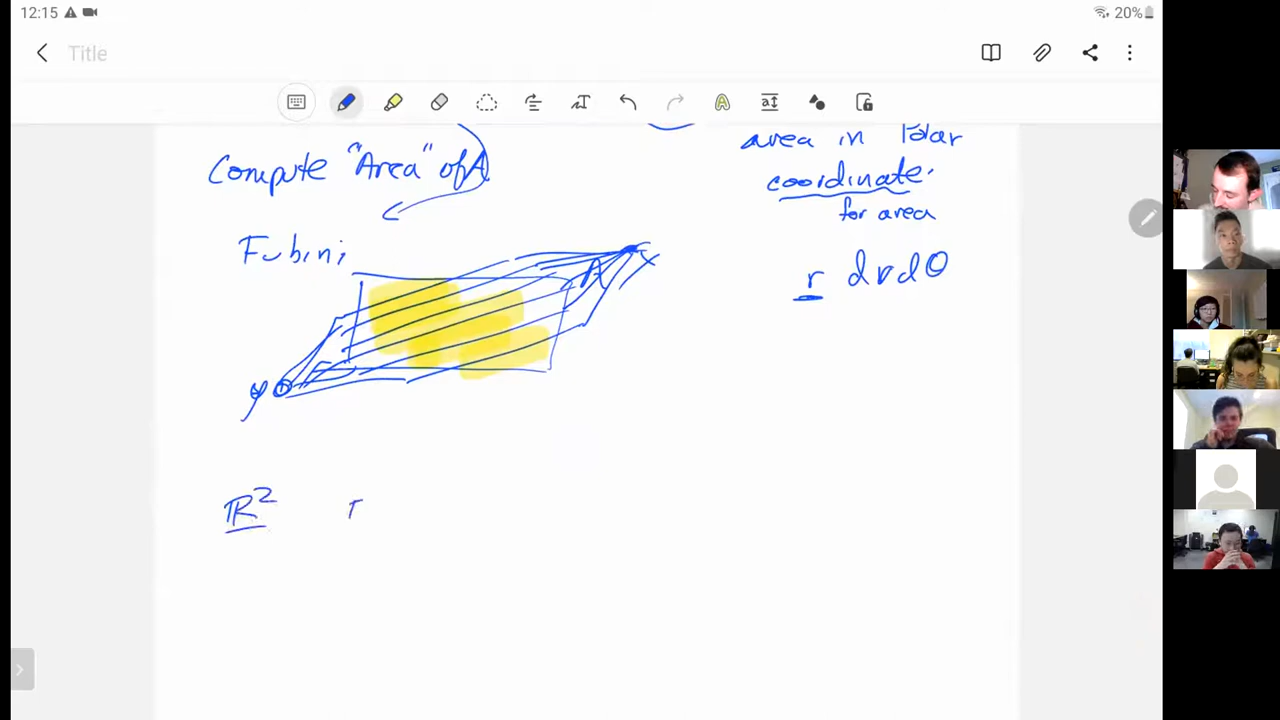 12:15
20%
Title
area in Polar
Compute "Area" of A
coordinate.
for area
Fubini
A
x
r dr dθ
y
ℝ²